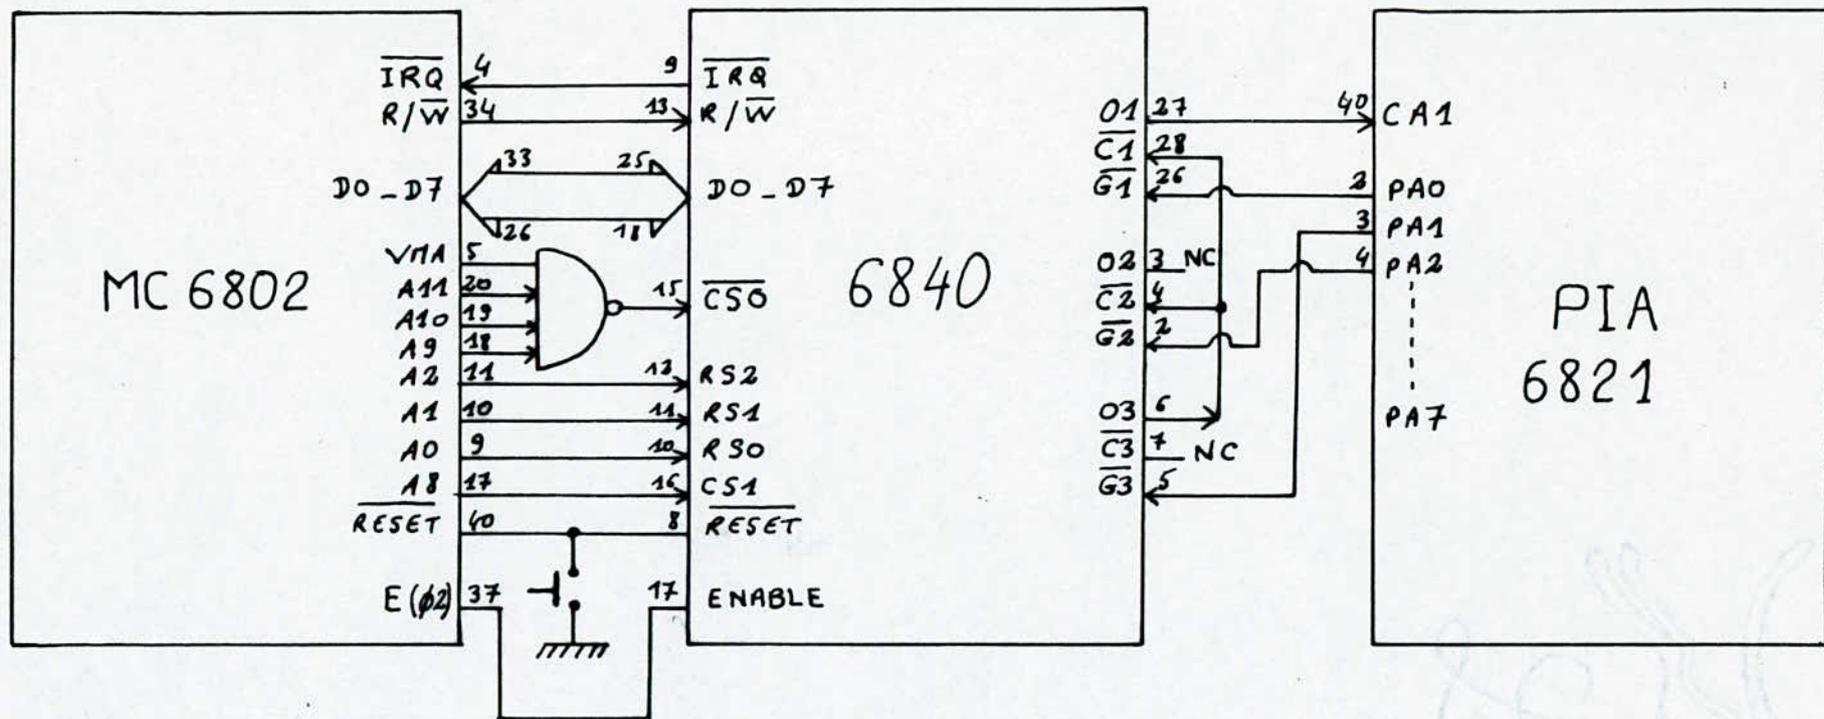 MC 6802
IRQ 4
R/W 34
D0_D7 33
26
VMA 5
A11 20
A10 19
A9 18
A2 11
A1 10
A0 9
A8 17
RESET 40
E(ϕ2) 37
6840
9 IRQ
13 R/W
25 D0_D7
18
15 CS0
12 RS2
11 RS1
10 RS0
16 CS1
8 RESET
17 ENABLE
O1 27
C1 28
G1 26
O2 3 NC
C2 4
G2 2
O3 6
C3 7 NC
G3 5
PIA
6821
40 CA1
2 PA0
3 PA1
4 PA2
PA7